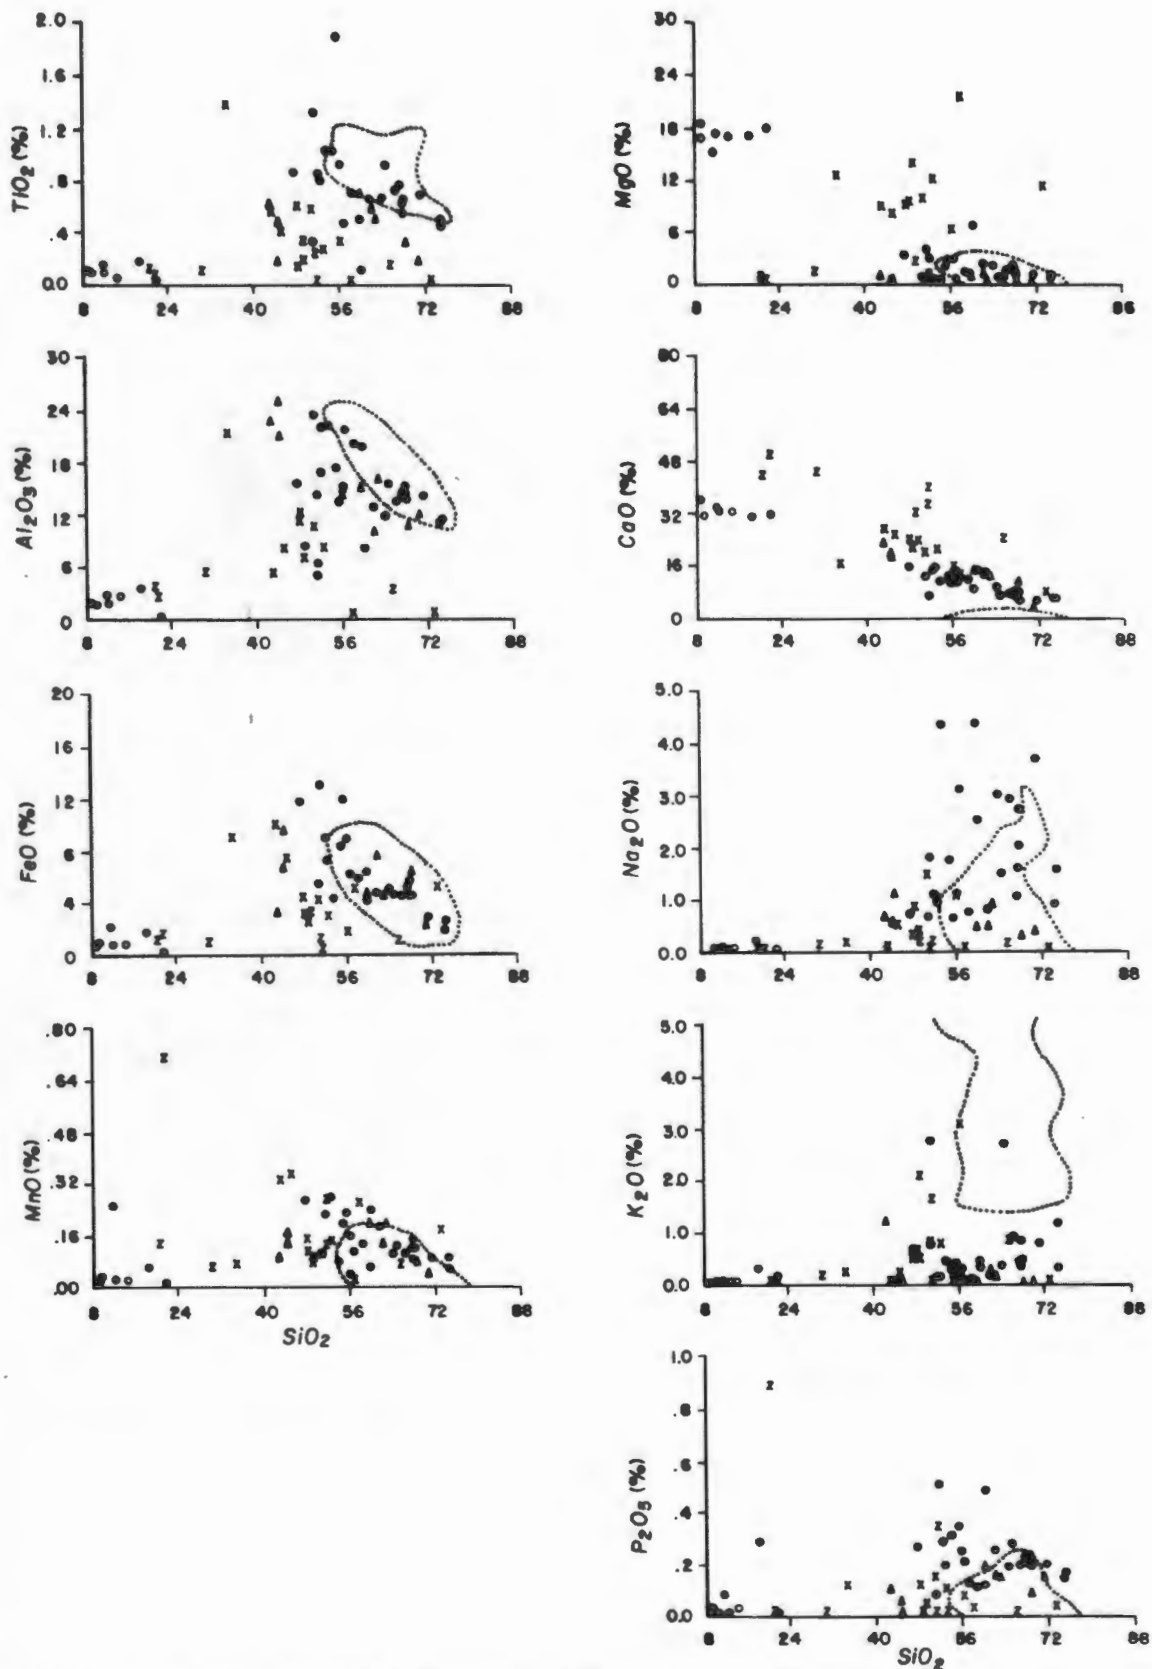 2.0
1.6
1.2
.8
.4
0.0
TiO2 (%)
8 24 40 56 72 88
30
24
18
12
6
0
MgO (%)
8 24 40 56 72 88
30
24
18
12
6
0
Al2O3 (%)
8 24 40 56 72 88
80
64
48
32
16
0
CaO (%)
8 24 40 56 72 88
20
16
12
8
4
0
FeO (%)
8 24 40 56 72 88
5.0
4.0
3.0
2.0
1.0
0.0
Na2O (%)
8 24 40 56 72 88
.80
.64
.48
.32
.16
.00
MnO (%)
8 24 40 56 72 88
SiO2
5.0
4.0
3.0
2.0
1.0
0.0
K2O (%)
8 24 40 56 72 88
1.0
.8
.6
.4
.2
0.0
P2O5 (%)
8 24 40 56 72 88
SiO2